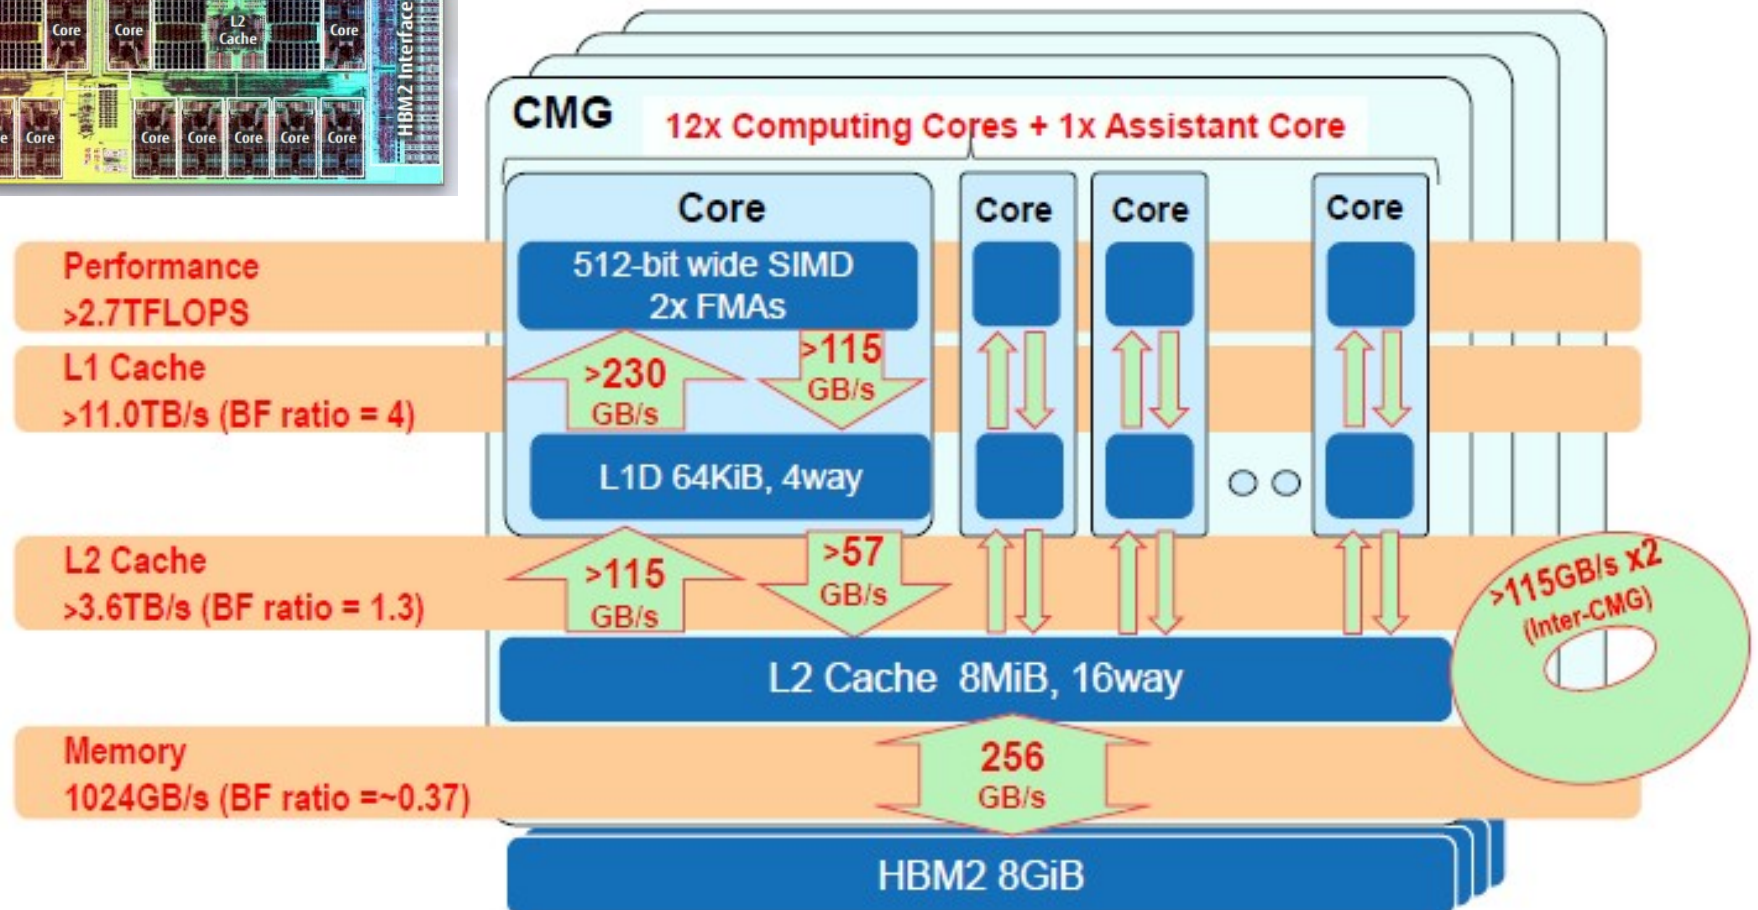 Core
Core
L2
Cache
Core
HBM2 Interface
e
Core
Core
Core
Core
Core
Core
CMG
12x Computing Cores + 1x Assistant Core
Core
Core
Core
Core
Performance
>2.7TFLOPS
512-bit wide SIMD
2x FMAs
L1 Cache
>11.0TB/s (BF ratio = 4)
>230
GB/s
>115
GB/s
L1D 64KiB, 4way
L2 Cache
>3.6TB/s (BF ratio = 1.3)
>115
GB/s
>57
GB/s
>115GB/s x2
(Inter-CMG)
L2 Cache 8MiB, 16way
Memory
1024GB/s (BF ratio =~0.37)
256
GB/s
HBM2 8GiB